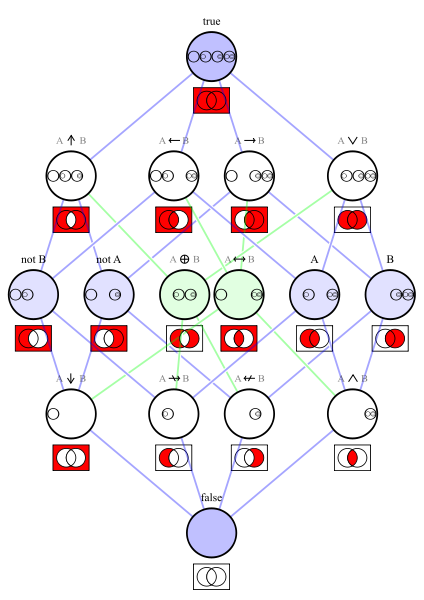 true
A ↑ B
A ← B
A → B
A ∨ B
not B
not A
A ⊕ B
A ↔ B
A
B
A ↓ B
A ↛ B
A ↚ B
A ∧ B
false